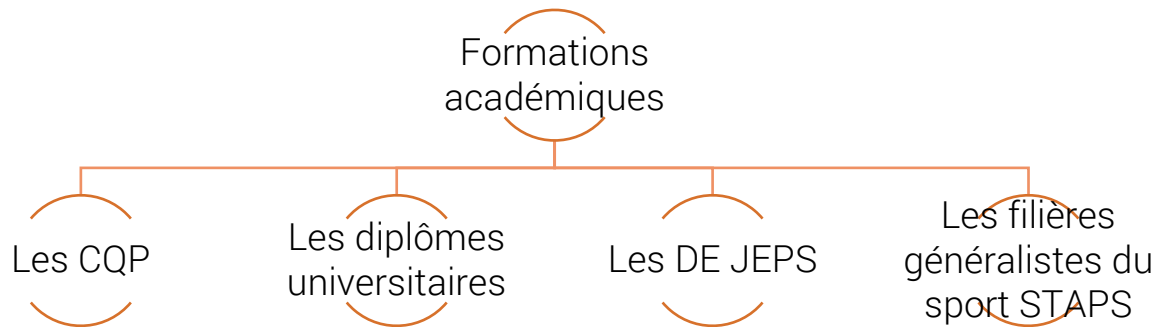 Formations
académiques
Les CQP
Les diplômes
universitaires
Les DE JEPS
Les filières
généralistes du
sport STAPS